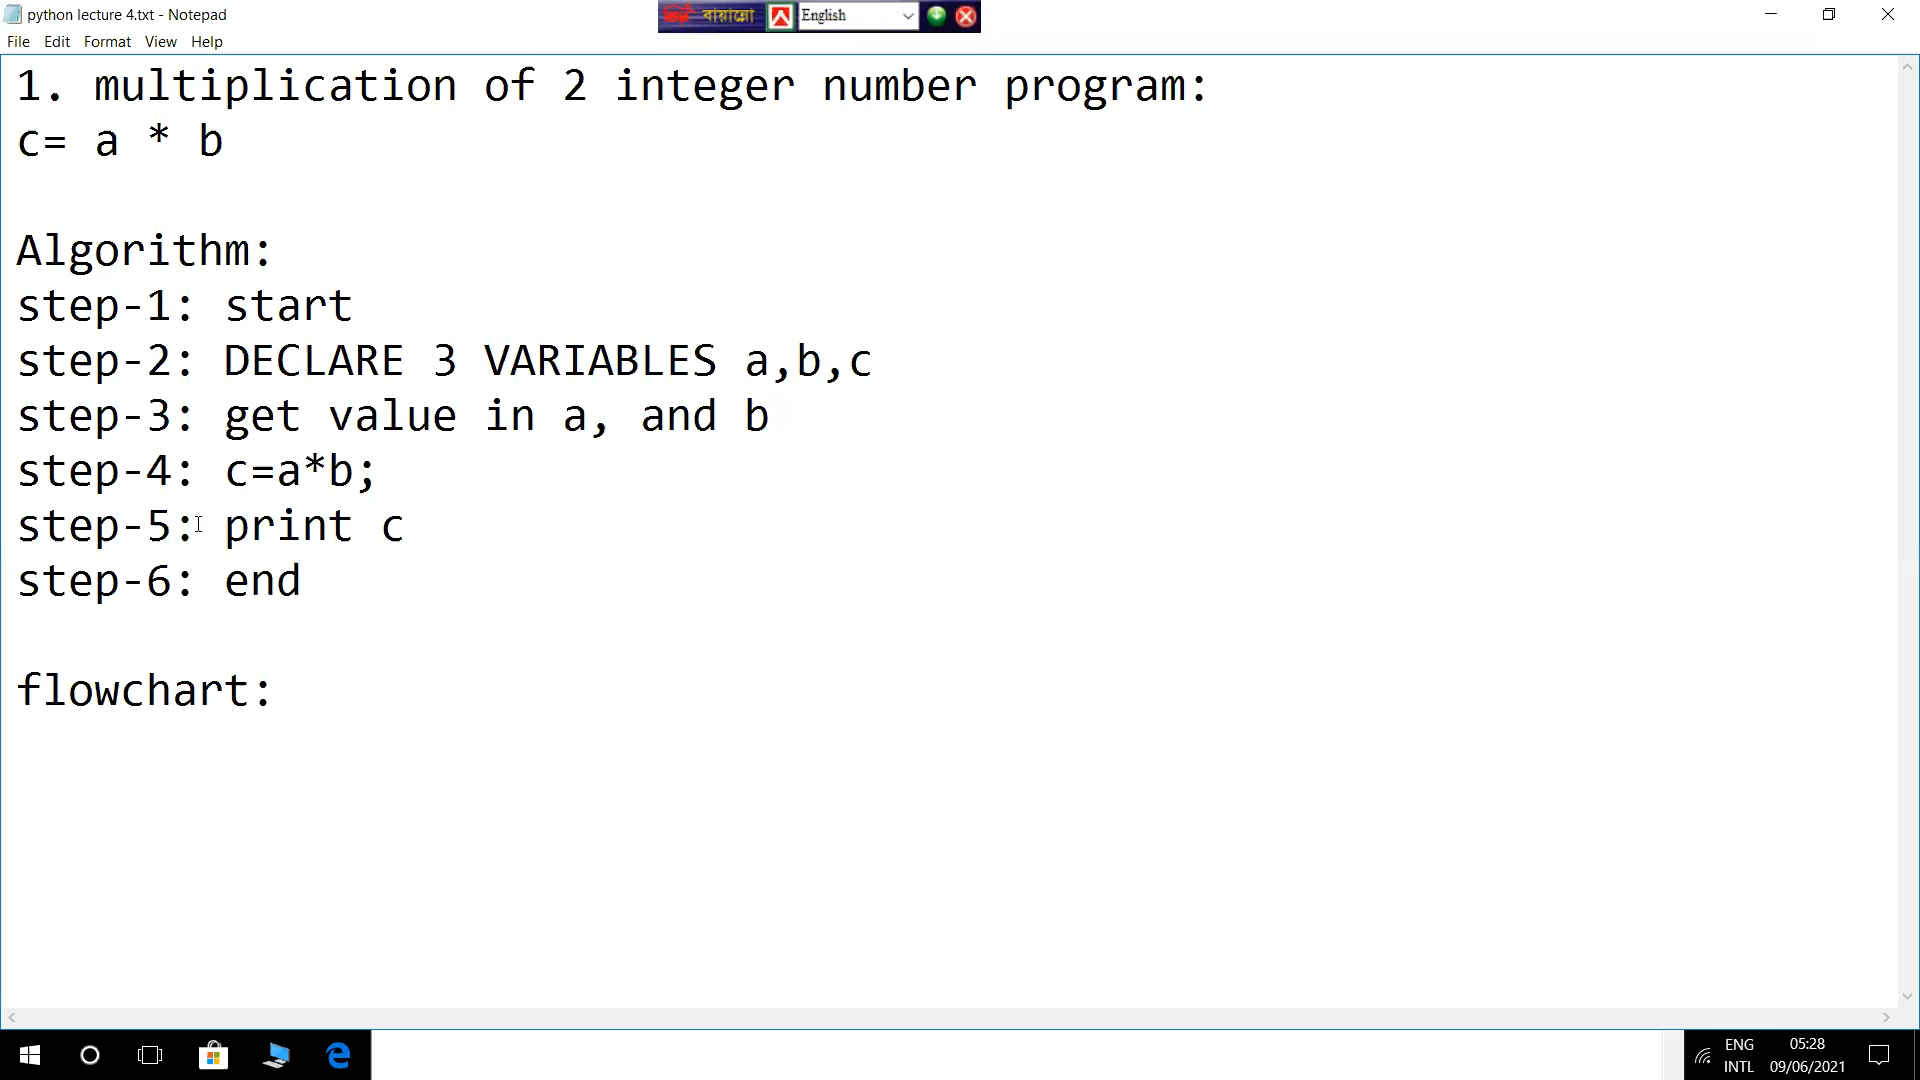 python lecture 4.txt - Notepad
বায়ান্নো English
File Edit Format View Help
1. multiplication of 2 integer number program:
c= a * b
Algorithm:
step-1: start
step-2: DECLARE 3 VARIABLES a,b,c
step-3: get value in a, and b
step-4: c=a*b;
step-5: print c
step-6: end
flowchart:
ENG 05:28
INTL 09/06/2021